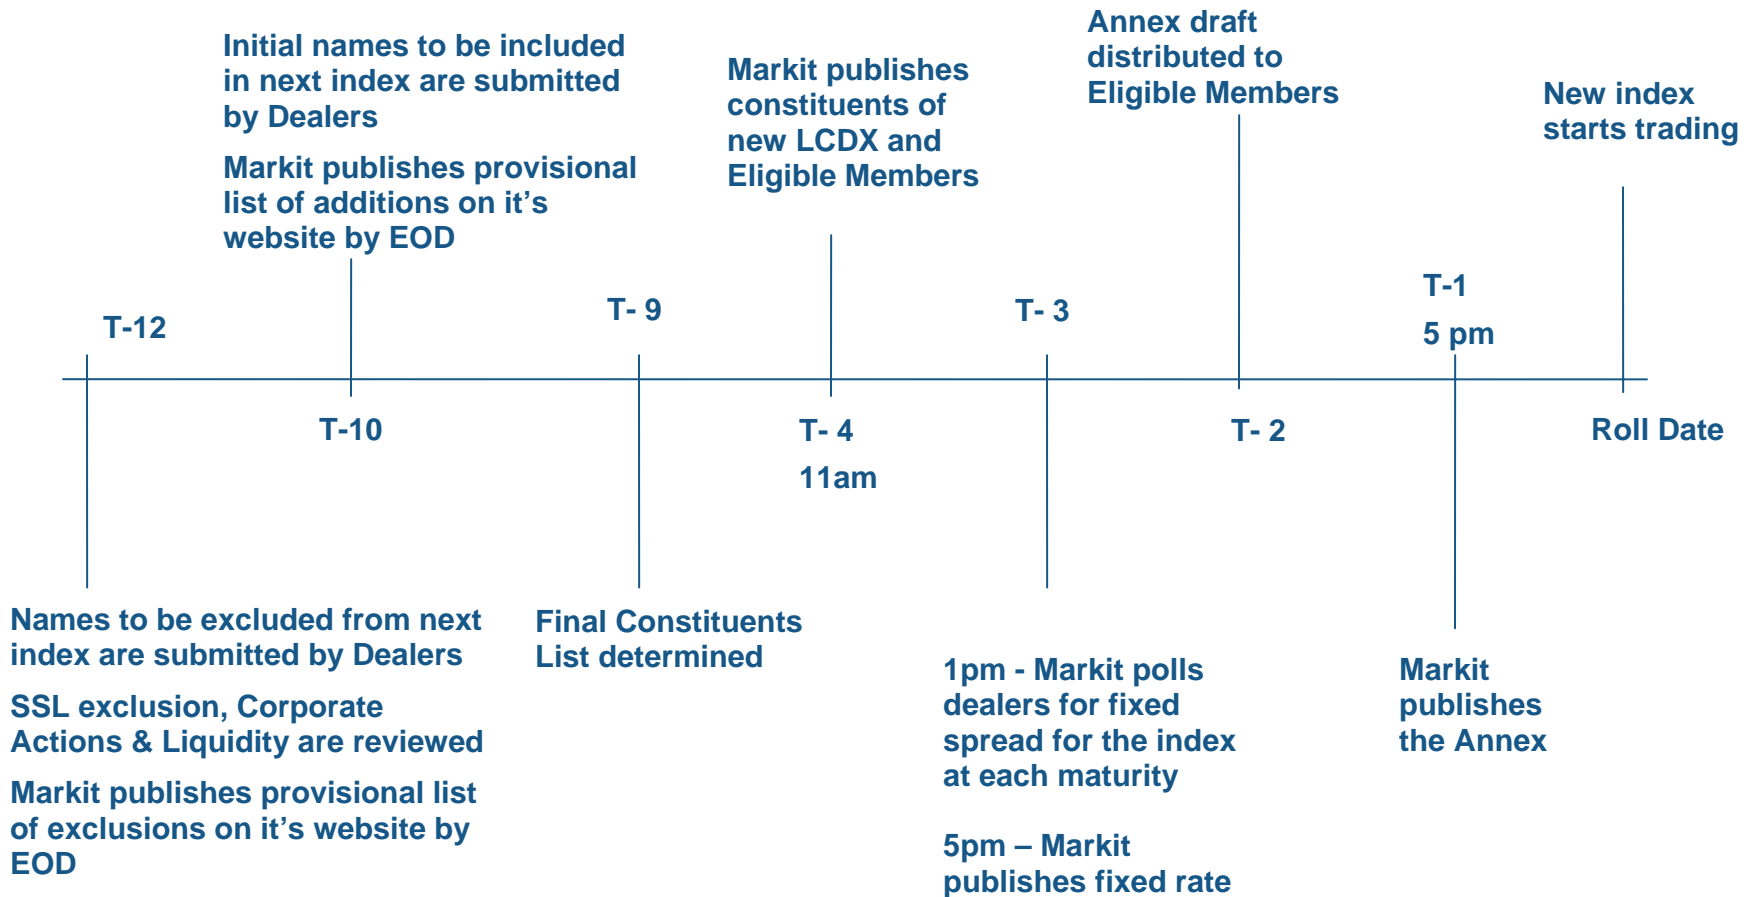 Initial names to be included
in next index are submitted
by Dealers
Markit publishes provisional
list of additions on it’s
website by EOD
Markit publishes
constituents of
new LCDX and
Eligible Members
Annex draft
distributed to
Eligible Members
New index
starts trading
T-12
T- 9
T- 3
T-1
5 pm
T-10
T- 4
11am
T- 2
Roll Date
Names to be excluded from next
index are submitted by Dealers
SSL exclusion, Corporate
Actions & Liquidity are reviewed
Markit publishes provisional list
of exclusions on it’s website by
EOD
Final Constituents
List determined
1pm - Markit polls
dealers for fixed
spread for the index
at each maturity
5pm – Markit
publishes fixed rate
Markit
publishes
the Annex